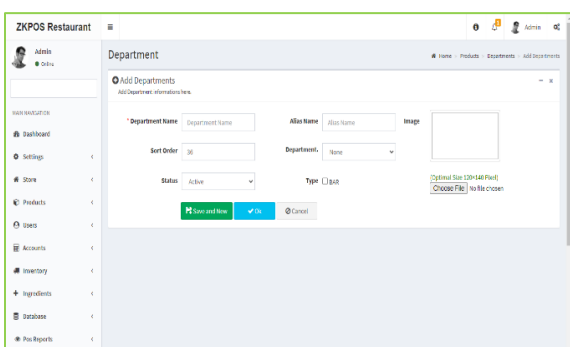 ZKPOS Restaurant
Admin
Admin
Online
Department
Home
Products
Departments
Add Departments
Add Departments
Add Department informations here.
MAIN NAVIGATION
Dashboard
Settings
Store
Products
Users
Accounts
Inventory
Ingredients
Database
Pos Reports
* Department Name
Department Name
Alias Name
Alias Name
Image
Sort Order
36
Department.
None
Status
Active
Type
BAR
(Optimal Size 120×140 Pixel)
Choose File No file chosen
Save and New
Ok
Cancel